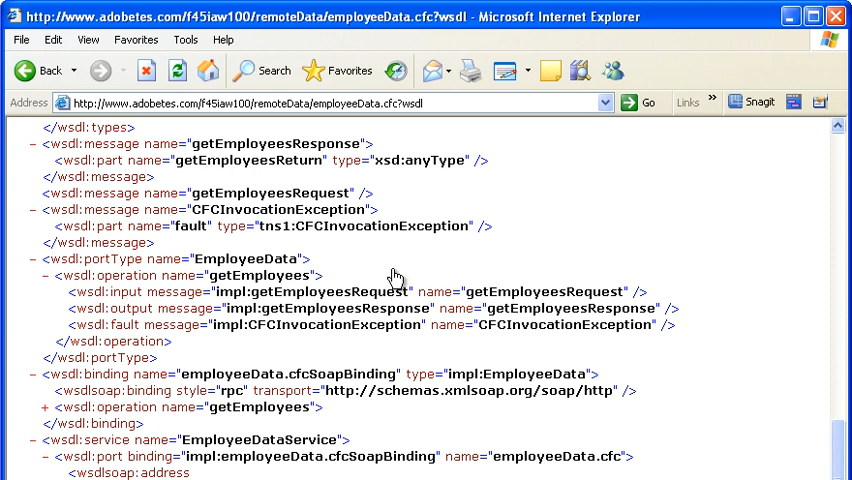 http://www.adobetes.com/f45iaw100/remoteData/employeeData.cfc?wsdl - Microsoft Internet Explorer
File Edit View Favorites Tools Help
Back Search Favorites
Address http://www.adobetes.com/f45iaw100/remoteData/employeeData.cfc?wsdl Go Links » Snagit
</wsdl:types>
- <wsdl:message name="getEmployeesResponse">
<wsdl:part name="getEmployeesReturn" type="xsd:anyType" />
</wsdl:message>
<wsdl:message name="getEmployeesRequest" />
- <wsdl:message name="CFCInvocationException">
<wsdl:part name="fault" type="tns1:CFCInvocationException" />
</wsdl:message>
- <wsdl:portType name="EmployeeData">
- <wsdl:operation name="getEmployees">
<wsdl:input message="impl:getEmployeesRequest" name="getEmployeesRequest" />
<wsdl:output message="impl:getEmployeesResponse" name="getEmployeesResponse" />
<wsdl:fault message="impl:CFCInvocationException" name="CFCInvocationException" />
</wsdl:operation>
</wsdl:portType>
- <wsdl:binding name="employeeData.cfcSoapBinding" type="impl:EmployeeData">
<wsdlsoap:binding style="rpc" transport="http://schemas.xmlsoap.org/soap/http" />
+ <wsdl:operation name="getEmployees">
</wsdl:binding>
- <wsdl:service name="EmployeeDataService">
- <wsdl:port binding="impl:employeeData.cfcSoapBinding" name="employeeData.cfc">
<wsdlsoap:address